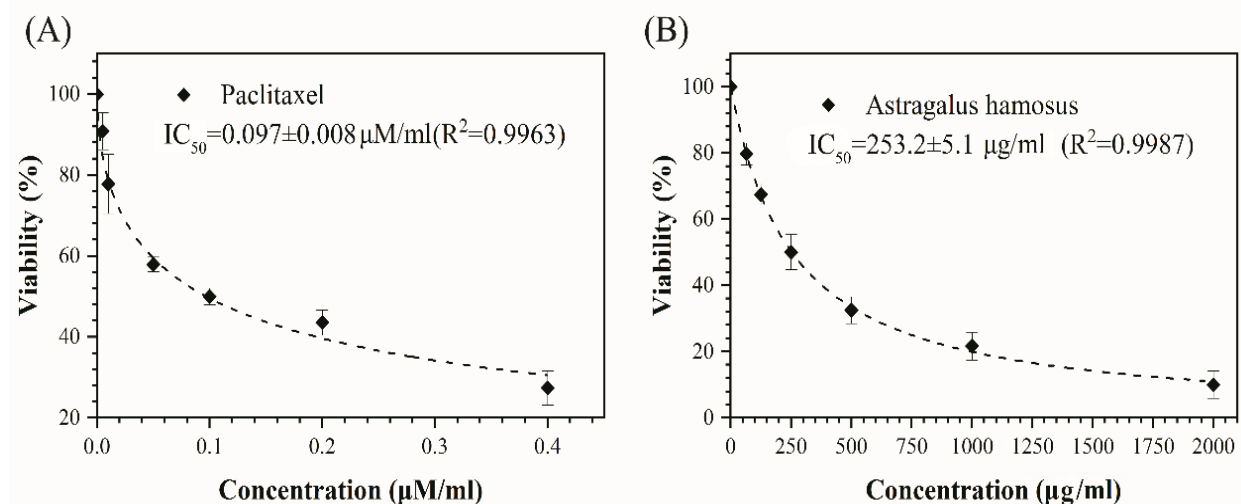 (A)
Paclitaxel
IC50=0.097±0.008 μM/ml(R²=0.9963)
Viability (%)
100
80
60
40
20
0.0 0.1 0.2 0.3 0.4
Concentration (μM/ml)
(B)
Astragalus hamosus
IC50=253.2±5.1 μg/ml (R²=0.9987)
Viability (%)
100
80
60
40
20
0
0 250 500 750 1000 1250 1500 1750 2000
Concentration (μg/ml)